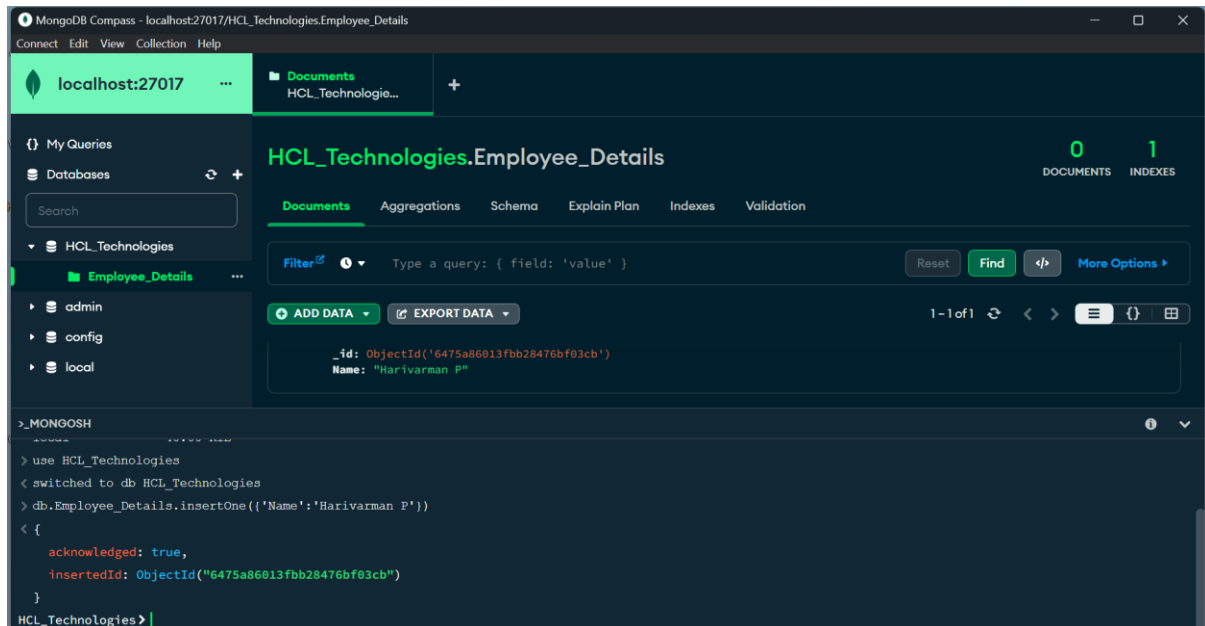 MongoDB Compass - localhost:27017/HCL_Technologies.Employee_Details
Connect Edit View Collection Help
localhost:27017 ...
Documents
HCL_Technologie...
+
{} My Queries
Databases
Search
HCL_Technologies
Employee_Details ...
admin
config
local
HCL_Technologies.Employee_Details
0 DOCUMENTS
1 INDEXES
Documents Aggregations Schema Explain Plan Indexes Validation
Filter Type a query: { field: 'value' } Reset Find </> More Options
ADD DATA EXPORT DATA 1-1 of 1 {}
_id: ObjectId('6475a86013fbb28476bf03cb')
Name: "Harivarman P"
>_MONGOSH
> use HCL_Technologies
< switched to db HCL_Technologies
> db.Employee_Details.insertOne({'Name':'Harivarman P'})
< {
acknowledged: true,
insertedId: ObjectId("6475a86013fbb28476bf03cb")
}
HCL_Technologies>